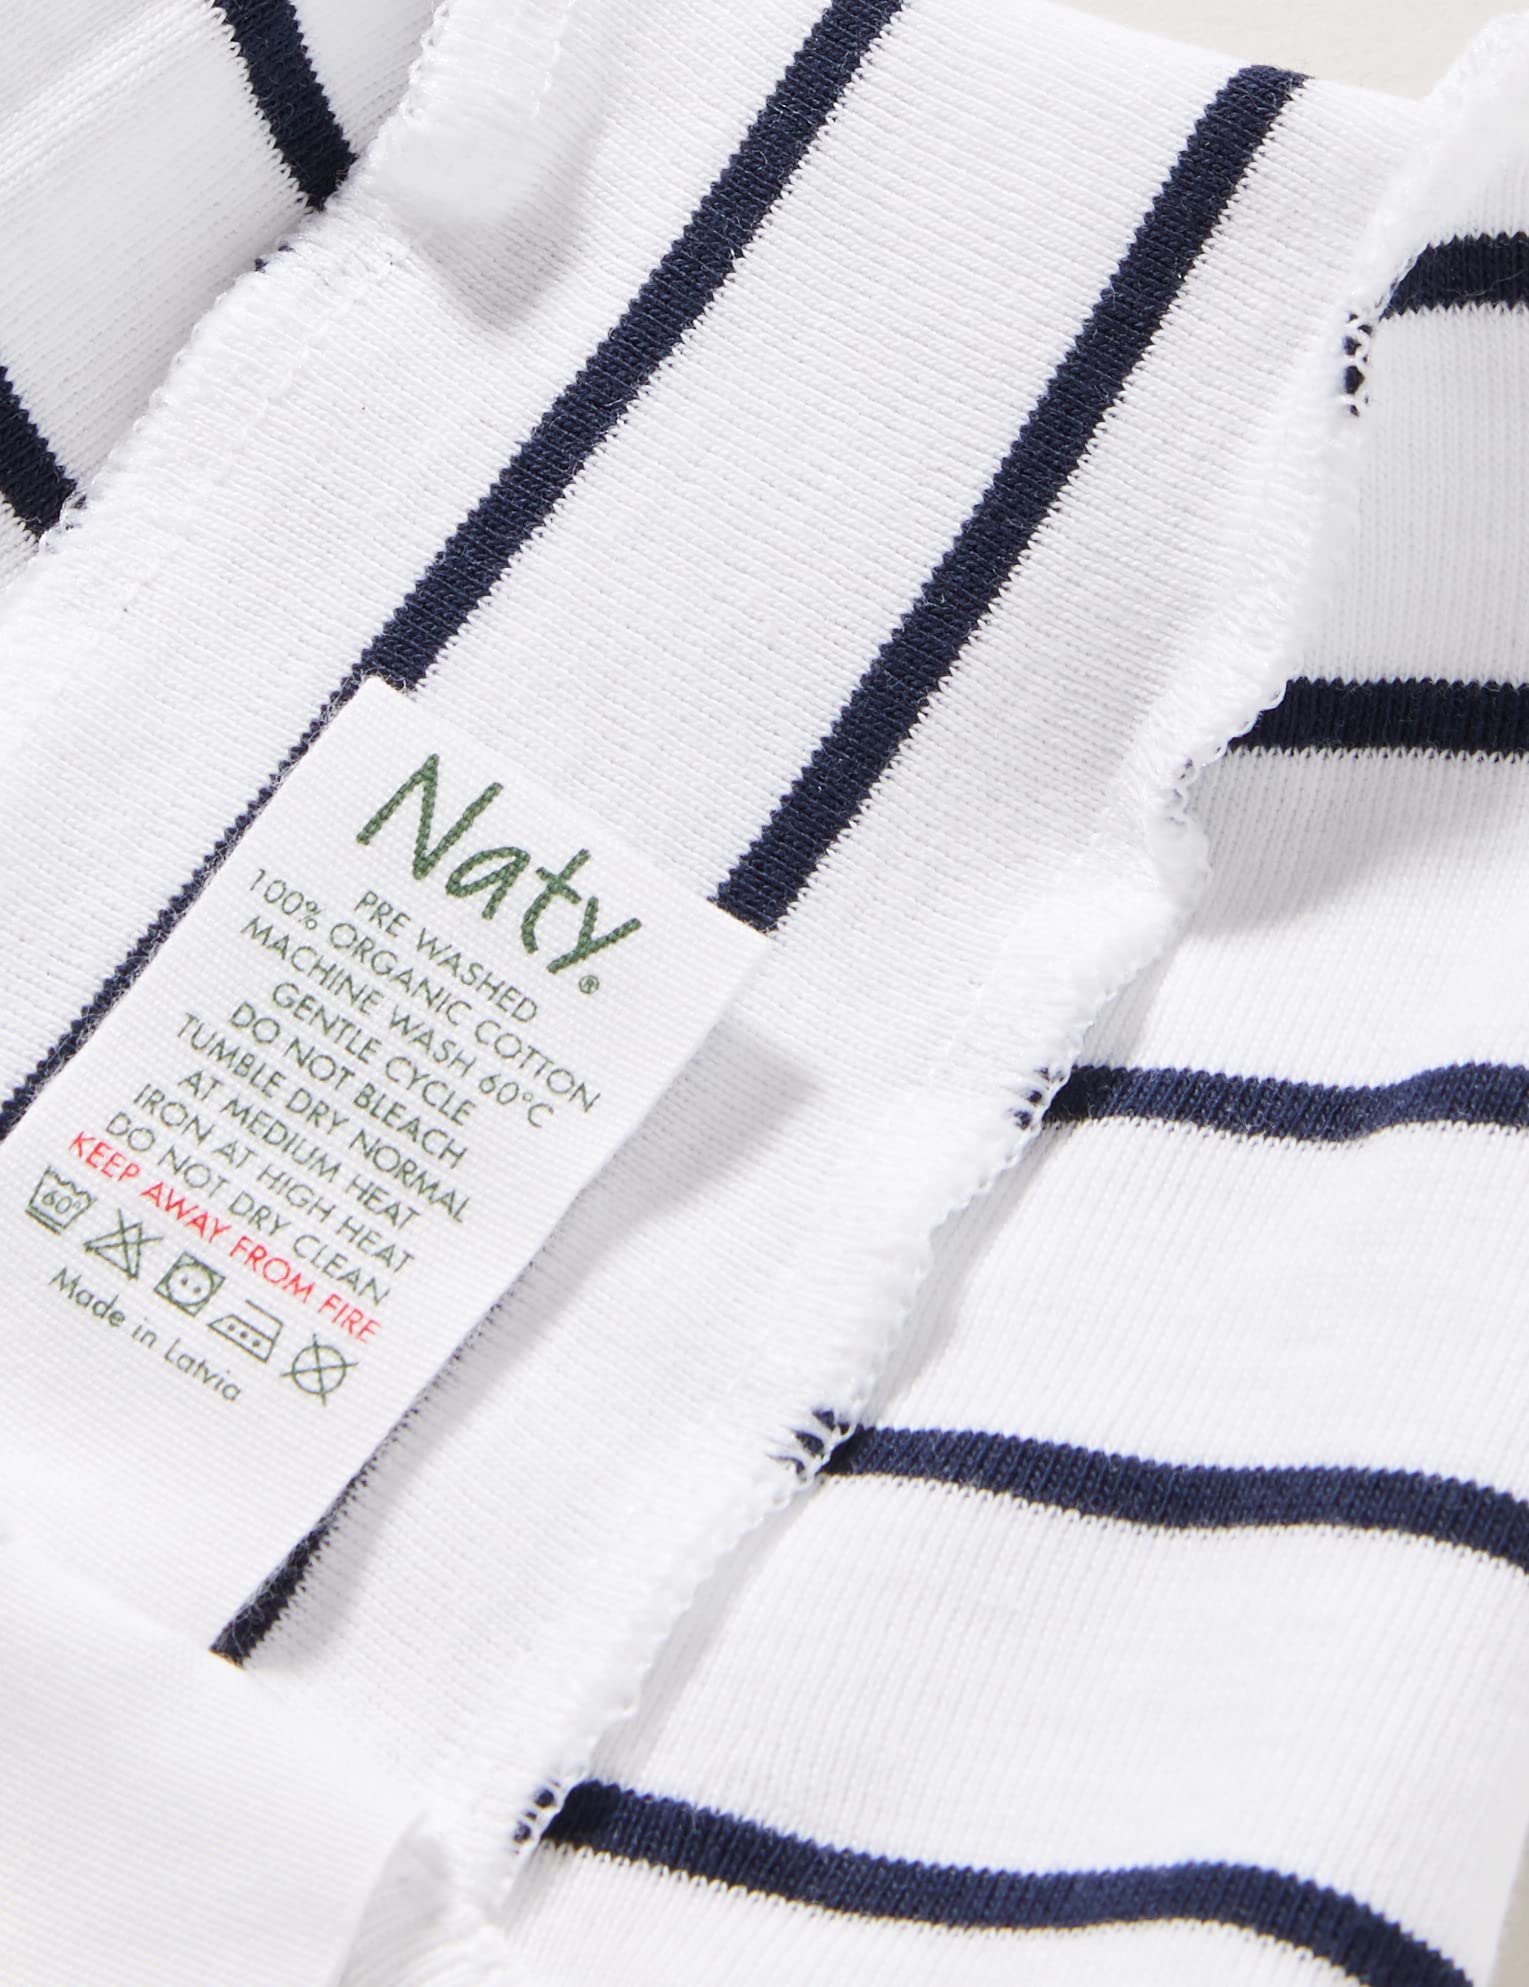 Naty®
PRE WASHED
100% ORGANIC COTTON
MACHINE WASH 60°C
GENTLE CYCLE
DO NOT BLEACH
TUMBLE DRY NORMAL
AT MEDIUM HEAT
IRON AT HIGH HEAT
DO NOT DRY CLEAN
KEEP AWAY FROM FIRE
60°
Made in Latvia